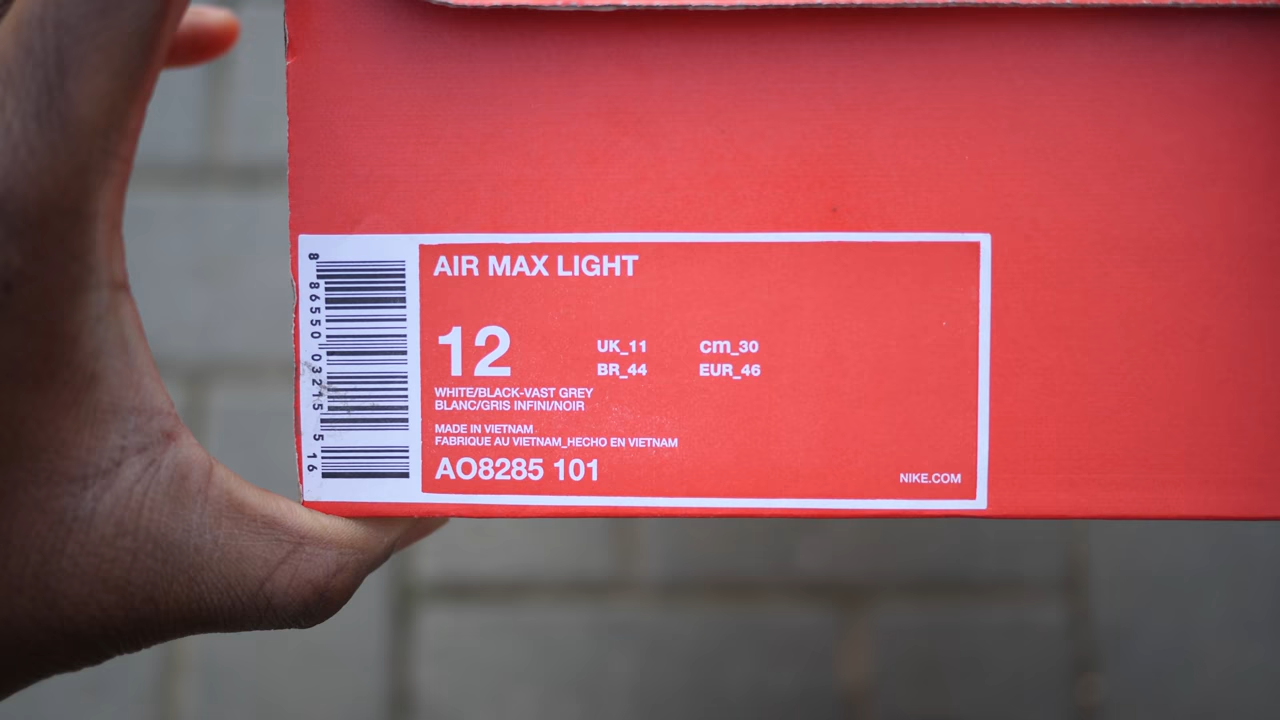 AIR MAX LIGHT
12
UK_11 cm_30
BR_44 EUR_46
WHITE/BLACK-VAST GREY
BLANC/GRIS INFINI/NOIR
MADE IN VIETNAM
FABRIQUE AU VIETNAM_HECHO EN VIETNAM
AO8285 101
NIKE.COM
8 86550 03215 5 16